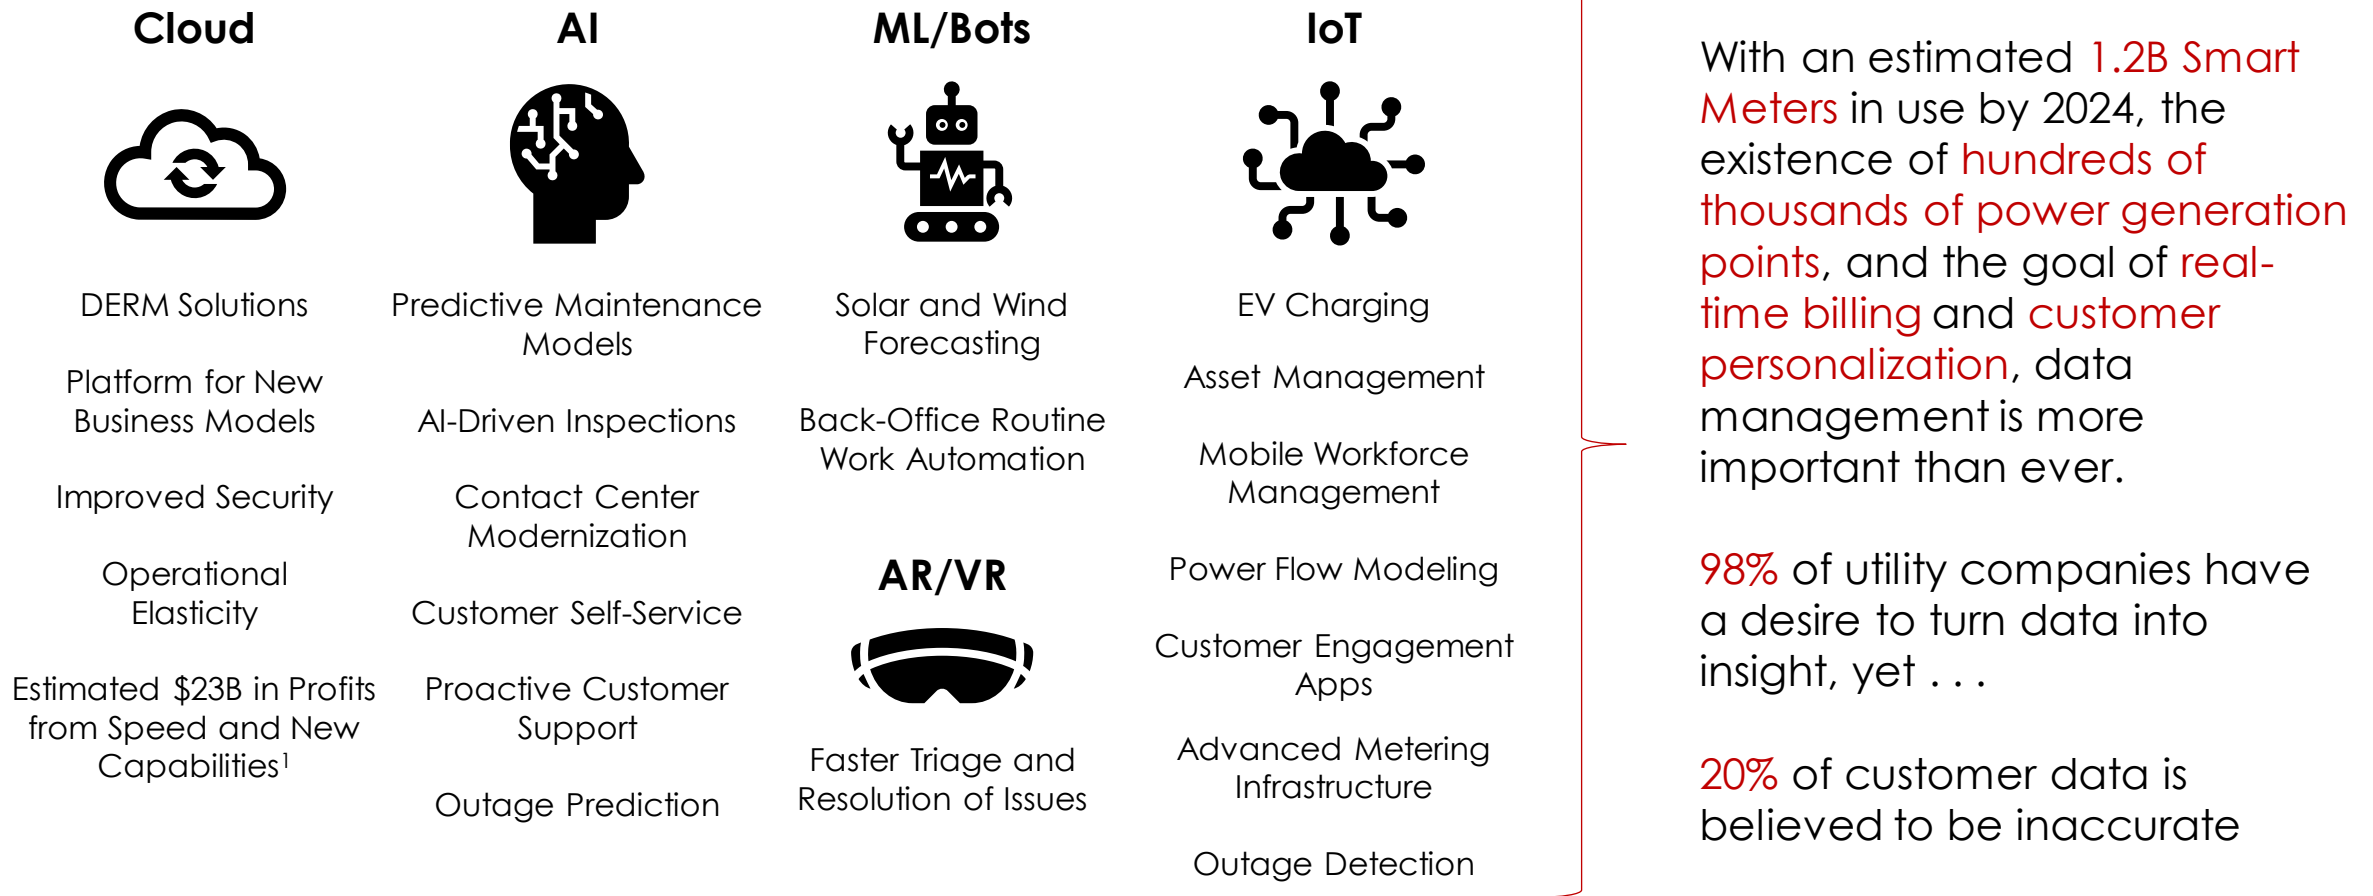 Cloud
DERM Solutions
Platform for New
Business Models
Improved Security
Operational
Elasticity
Estimated $23B in Profits
from Speed and New
Capabilities¹
AI
Predictive Maintenance
Models
AI-Driven Inspections
Contact Center
Modernization
Customer Self-Service
Proactive Customer
Support
Outage Prediction
ML/Bots
Solar and Wind
Forecasting
Back-Office Routine
Work Automation
AR/VR
Faster Triage and
Resolution of Issues
IoT
EV Charging
Asset Management
Mobile Workforce
Management
Power Flow Modeling
Customer Engagement
Apps
Advanced Metering
Infrastructure
Outage Detection
With an estimated 1.2B Smart
Meters in use by 2024, the
existence of hundreds of
thousands of power generation
points, and the goal of real-
time billing and customer
personalization, data
management is more
important than ever.
98% of utility companies have
a desire to turn data into
insight, yet . . .
20% of customer data is
believed to be inaccurate